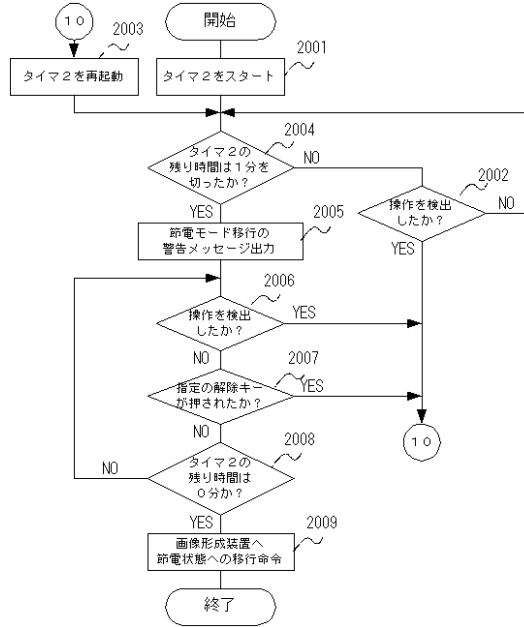 １０
2003
開始
2001
タイマ２を再起動
タイマ２をスタート
2004
タイマ２の
残り時間は１分を
切ったか？
NO
2002
操作を検出
したか？
NO
YES
YES
2005
節電モード移行の
警告メッセージ出力
2006
操作を検出
したか？
YES
NO
2007
指定の解除キー
が押されたか？
YES
NO
１０
2008
タイマ２の
残り時間は
０分か？
NO
YES
2009
画像形成装置へ
節電状態への移行命令
終了